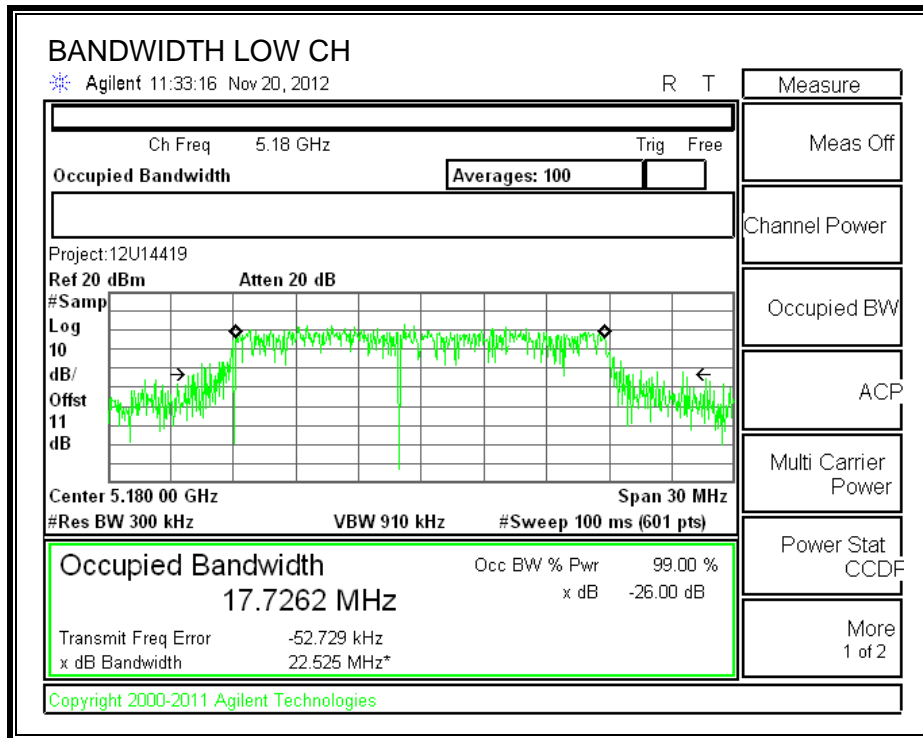 BANDWIDTH LOW CH
Agilent 11:33:16 Nov 20, 2012 R T
Measure
Ch Freq 5.18 GHz Trig Free
Meas Off
Occupied Bandwidth Averages: 100
Channel Power
Project:12U14419
Ref 20 dBm Atten 20 dB
#Samp
Log
10
dB/
Offst
11
dB
Occupied BW
ACP
Center 5.180 00 GHz Span 30 MHz
#Res BW 300 kHz VBW 910 kHz #Sweep 100 ms (601 pts)
Multi Carrier
Power
Occupied Bandwidth Occ BW % Pwr 99.00 %
17.7262 MHz x dB -26.00 dB
Power Stat
CCDF
Transmit Freq Error -52.729 kHz
x dB Bandwidth 22.525 MHz*
More
1 of 2
Copyright 2000-2011 Agilent Technologies